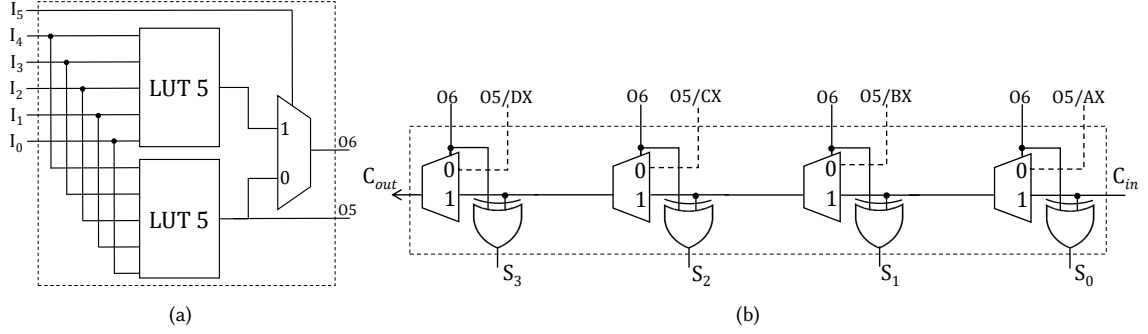 I5
I4
I3
I2
I1
I0
LUT 5
LUT 5
1
0
O6
O5
(a)
O6 O5/DX O6 O5/CX O6 O5/BX O6 O5/AX
0 0 0 0
Cout 1 1 1 1 Cin
S3 S2 S1 S0
(b)